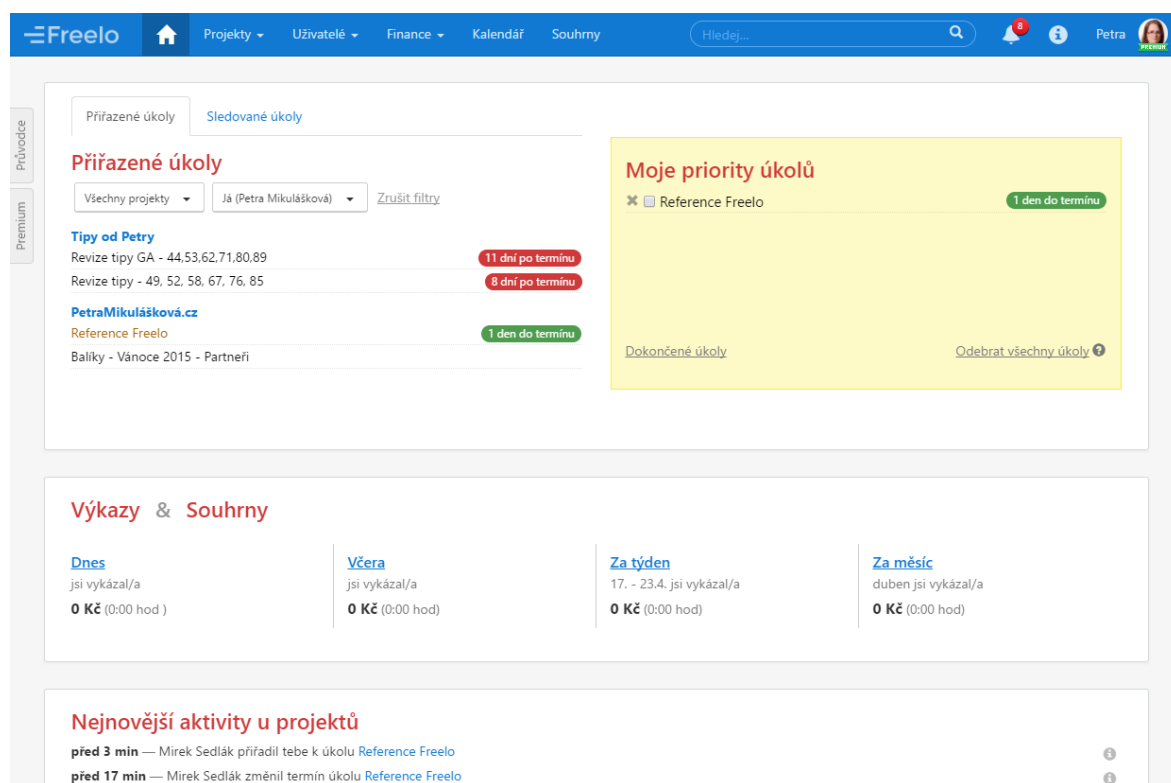 Freelo
Projekty
Uživatelé
Finance
Kalendář
Souhrny
Hledej...
8
Petra
PREMIUM
Průvodce
Premium
Přiřazené úkoly
Sledované úkoly
Přiřazené úkoly
Všechny projekty
Já (Petra Mikulášková)
Zrušit filtry
Tipy od Petry
Revize tipy GA - 44,53,62,71,80,89
11 dní po termínu
Revize tipy - 49, 52, 58, 67, 76, 85
8 dní po termínu
PetraMikulášková.cz
Reference Freelo
1 den do termínu
Balíky - Vánoce 2015 - Partneři
Moje priority úkolů
Reference Freelo
1 den do termínu
Dokončené úkoly
Odebrat všechny úkoly
Výkazy & Souhrny
Dnes
jsi vykázal/a
0 Kč (0:00 hod )
Včera
jsi vykázal/a
0 Kč (0:00 hod)
Za týden
17. - 23.4. jsi vykázal/a
0 Kč (0:00 hod)
Za měsíc
duben jsi vykázal/a
0 Kč (0:00 hod)
Nejnovější aktivity u projektů
před 3 min — Mirek Sedlák přiřadil tebe k úkolu Reference Freelo
před 17 min — Mirek Sedlák změnil termín úkolu Reference Freelo